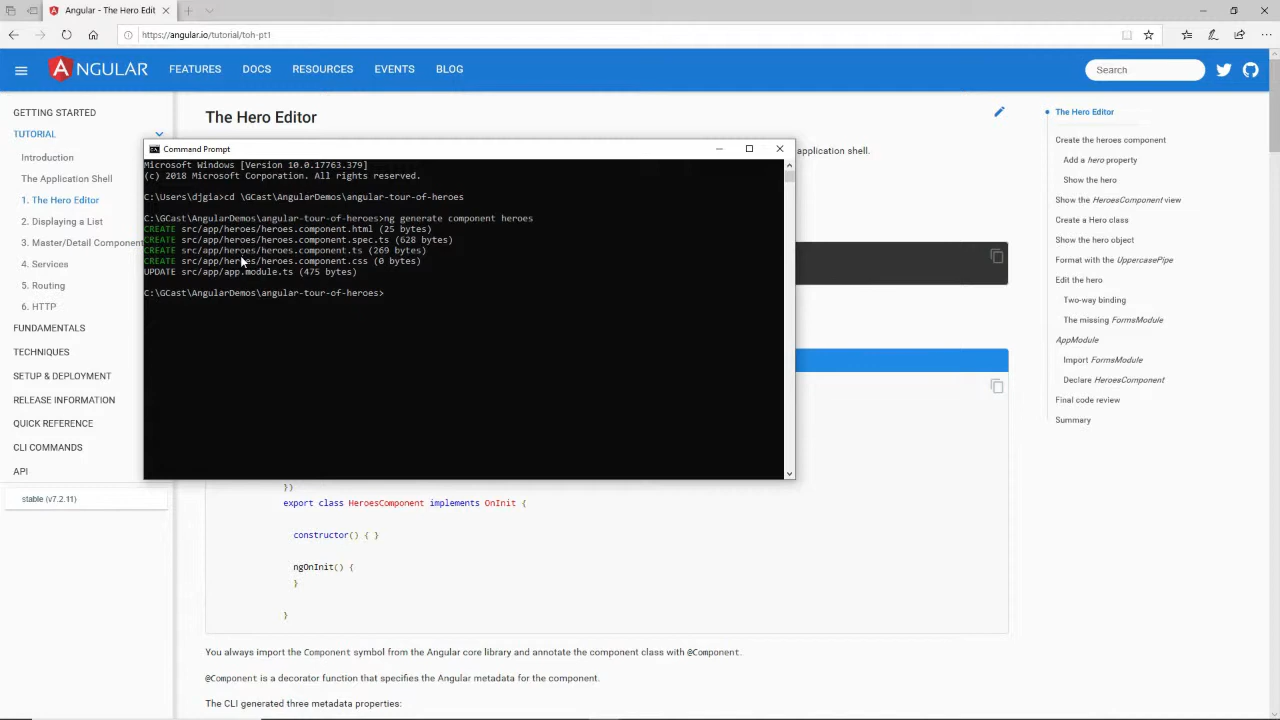 Angular - The Hero Edit
https://angular.io/tutorial/toh-pt1
ANGULAR
FEATURES
DOCS
RESOURCES
EVENTS
BLOG
Search
GETTING STARTED
TUTORIAL
Introduction
The Application Shell
1. The Hero Editor
2. Displaying a List
3. Master/Detail Component
4. Services
5. Routing
6. HTTP
FUNDAMENTALS
TECHNIQUES
SETUP & DEPLOYMENT
RELEASE INFORMATION
QUICK REFERENCE
CLI COMMANDS
API
stable (v7.2.11)
The Hero Editor
application shell.
Command Prompt
Microsoft Windows [Version 10.0.17763.379]
(c) 2018 Microsoft Corporation. All rights reserved.
C:\Users\djgia>cd \GCast\AngularDemos\angular-tour-of-heroes
C:\GCast\AngularDemos\angular-tour-of-heroes>ng generate component heroes
CREATE src/app/heroes/heroes.component.html (25 bytes)
CREATE src/app/heroes/heroes.component.spec.ts (628 bytes)
CREATE src/app/heroes/heroes.component.ts (269 bytes)
CREATE src/app/heroes/heroes.component.css (0 bytes)
UPDATE src/app/app.module.ts (475 bytes)
C:\GCast\AngularDemos\angular-tour-of-heroes>
})
export class HeroesComponent implements OnInit {
constructor() { }
ngOnInit() {
}
}
You always import the Component symbol from the Angular core library and annotate the component class with @Component.
@Component is a decorator function that specifies the Angular metadata for the component.
The CLI generated three metadata properties:
The Hero Editor
Create the heroes component
Add a hero property
Show the hero
Show the HeroesComponent view
Create a Hero class
Show the hero object
Format with the UppercasePipe
Edit the hero
Two-way binding
The missing FormsModule
AppModule
Import FormsModule
Declare HeroesComponent
Final code review
Summary